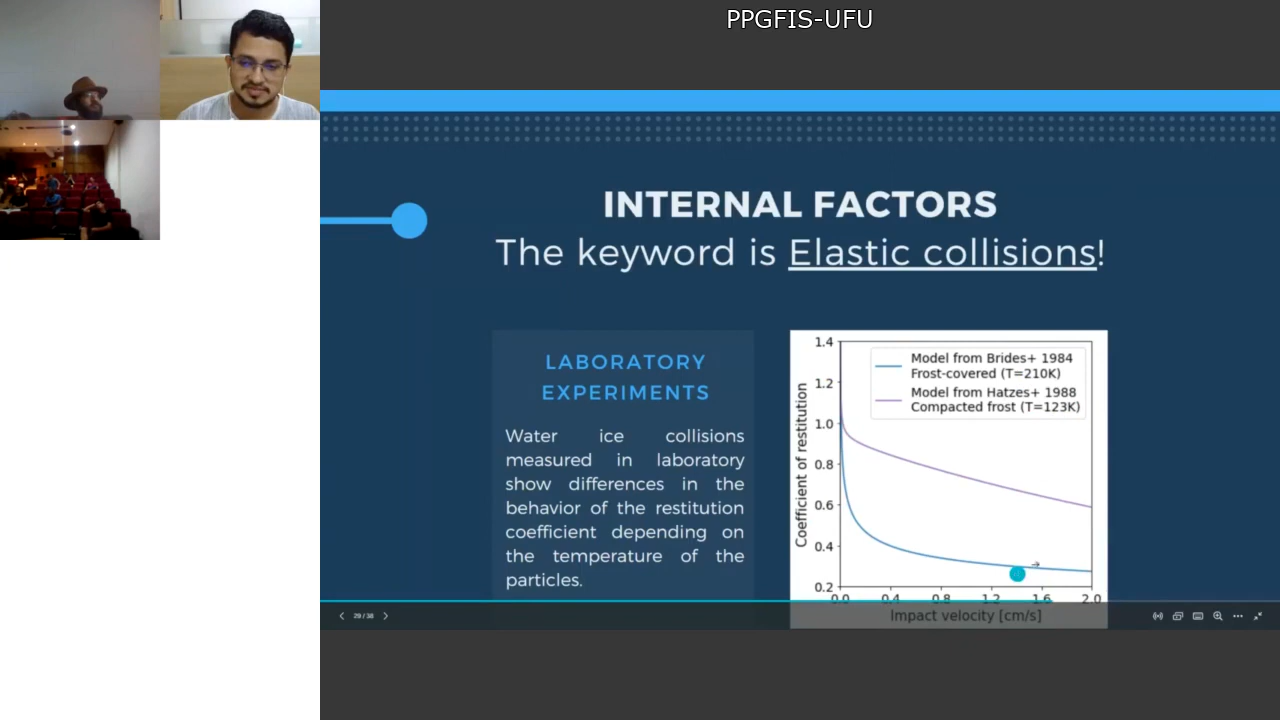 PPGFIS-UFU
INTERNAL FACTORS
The keyword is Elastic collisions!
LABORATORY
EXPERIMENTS
Water ice collisions
measured in laboratory
show differences in the
behavior of the restitution
coefficient depending on
the temperature of the
particles.
Model from Brides+ 1984
Frost-covered (T=210K)
Model from Hatzes+ 1988
Compacted frost (T=123K)
Coefficient of restitution
1.4
1.2
1.0
0.8
0.6
0.4
0.2
0.0 0.4 0.8 1.2 1.6 2.0
Impact velocity [cm/s]
29 / 38